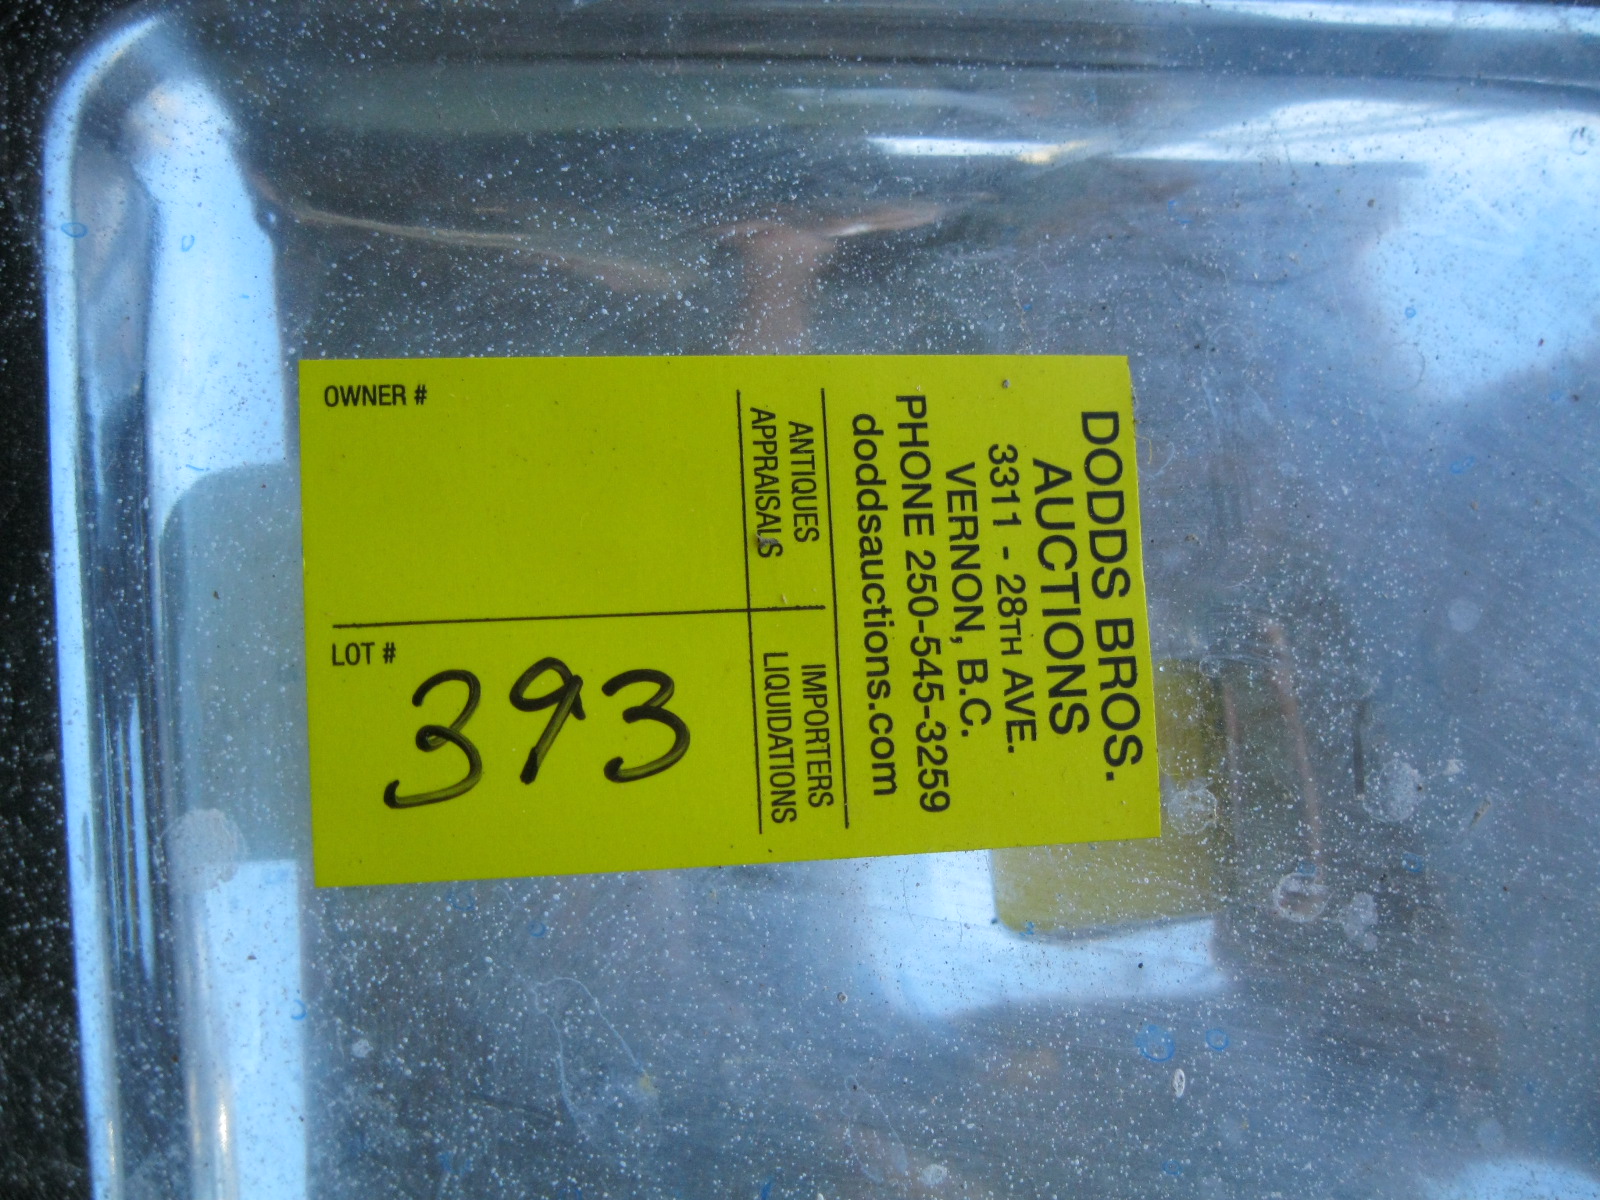 DODDS BROS.
AUCTIONS
3311 - 28TH AVE.
VERNON, B.C.
PHONE 250-545-3259
doddsauctions.com
ANTIQUES
APPRAISALS
IMPORTERS
LIQUIDATIONS
OWNER #
LOT #
393